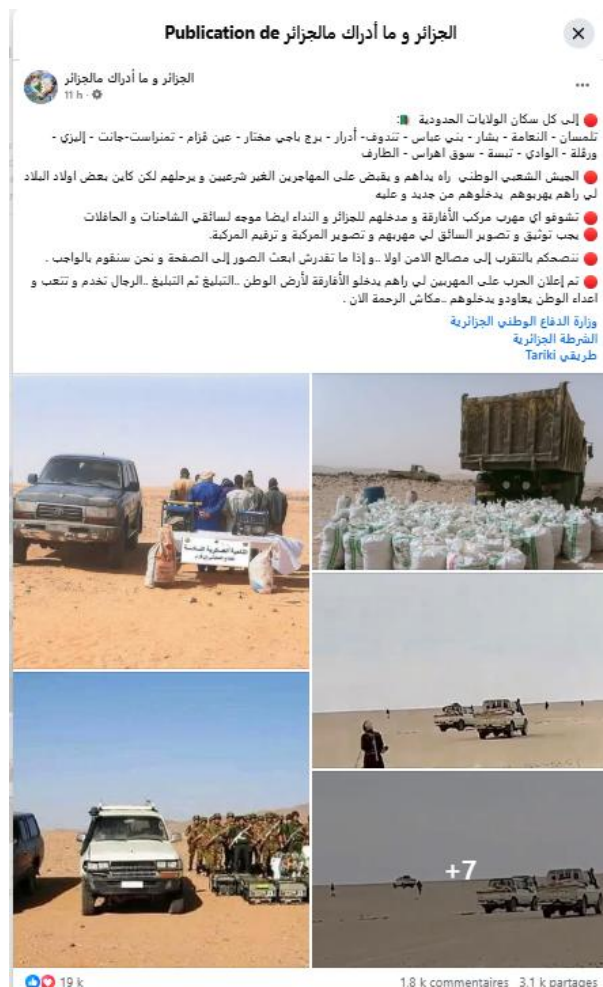 Publication de الجزائر و ما أدراك مالجزائر
الجزائر و ما أدراك مالجزائر
11 h ·
🔴 إلى كل سكان الولايات الحدودية 🇩🇿:
تلمسان - النعامة - بشار - بني عباس - تندوف- أدرار - برج باجي مختار - عين قزام - تمنراست-جانت - إليزي -
ورقلة - الوادي - تبسة - سوق اهراس - الطارف
🔴 الجيش الشعبي الوطني راه يداهم و يقبض على المهاجرين الغير شرعيين و يرحلهم لكن كاين بعض اولاد البلاد
لي راهم يهربوهم يدخلوهم من جديد و عليه
🔴 تشوفو اي مهرب مركب الأفارقة و مدخلهم للجزائر و النداء ايضا موجه لسائقي الشاحنات و الحافلات
🔴 يجب توثيق و تصوير السائق لي مهربهم و تصوير المركبة و ترقيم المركبة.
🔴 ننصحكم بالتقرب إلى مصالح الامن اولا ..و إذا ما تقدرش ابعث الصور إلى الصفحة و نحن سنقوم بالواجب .
🔴 تم إعلان الحرب على المهربين لي راهم يدخلو الأفارقة لأرض الوطن ..التبليغ ثم التبليغ ..الرجال تخدم و تتعب و
اعداء الوطن يعاودو يدخلوهم ..مكاش الرحمة الان .
وزارة الدفاع الوطني الجزائرية
الشرطة الجزائرية
طريقي Tariki
الناحية العسكرية السادسة
+7
19 k
1,8 k commentaires 3,1 k partages